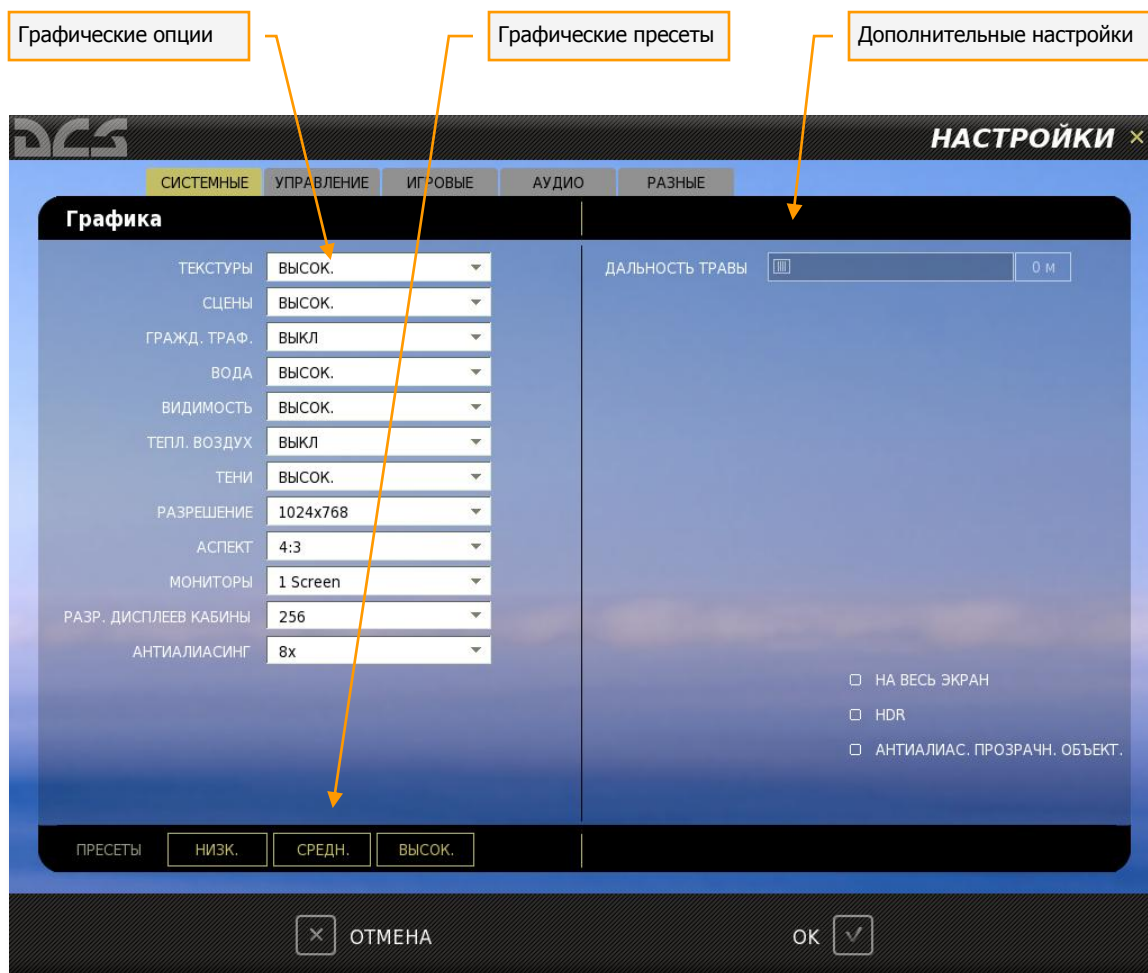 Графические опции
Графические пресеты
Дополнительные настройки
DCS
НАСТРОЙКИ
СИСТЕМНЫЕ УПРАВЛЕНИЕ ИГРОВЫЕ АУДИО РАЗНЫЕ
Графика
ТЕКСТУРЫ ВЫСОК.
ДАЛЬНОСТЬ ТРАВЫ 0 м
СЦЕНЫ ВЫСОК.
ГРАЖД. ТРАФ. ВЫКЛ
ВОДА ВЫСОК.
ВИДИМОСТЬ ВЫСОК.
ТЕПЛ. ВОЗДУХ ВЫКЛ
ТЕНИ ВЫСОК.
РАЗРЕШЕНИЕ 1024x768
АСПЕКТ 4:3
МОНИТОРЫ 1 Screen
РАЗР. ДИСПЛЕЕВ КАБИНЫ 256
АНТИАЛИАСИНГ 8x
НА ВЕСЬ ЭКРАН
HDR
АНТИАЛИАС. ПРОЗРАЧН. ОБЪЕКТ.
ПРЕСЕТЫ НИЗК. СРЕДН. ВЫСОК.
ОТМЕНА
OK